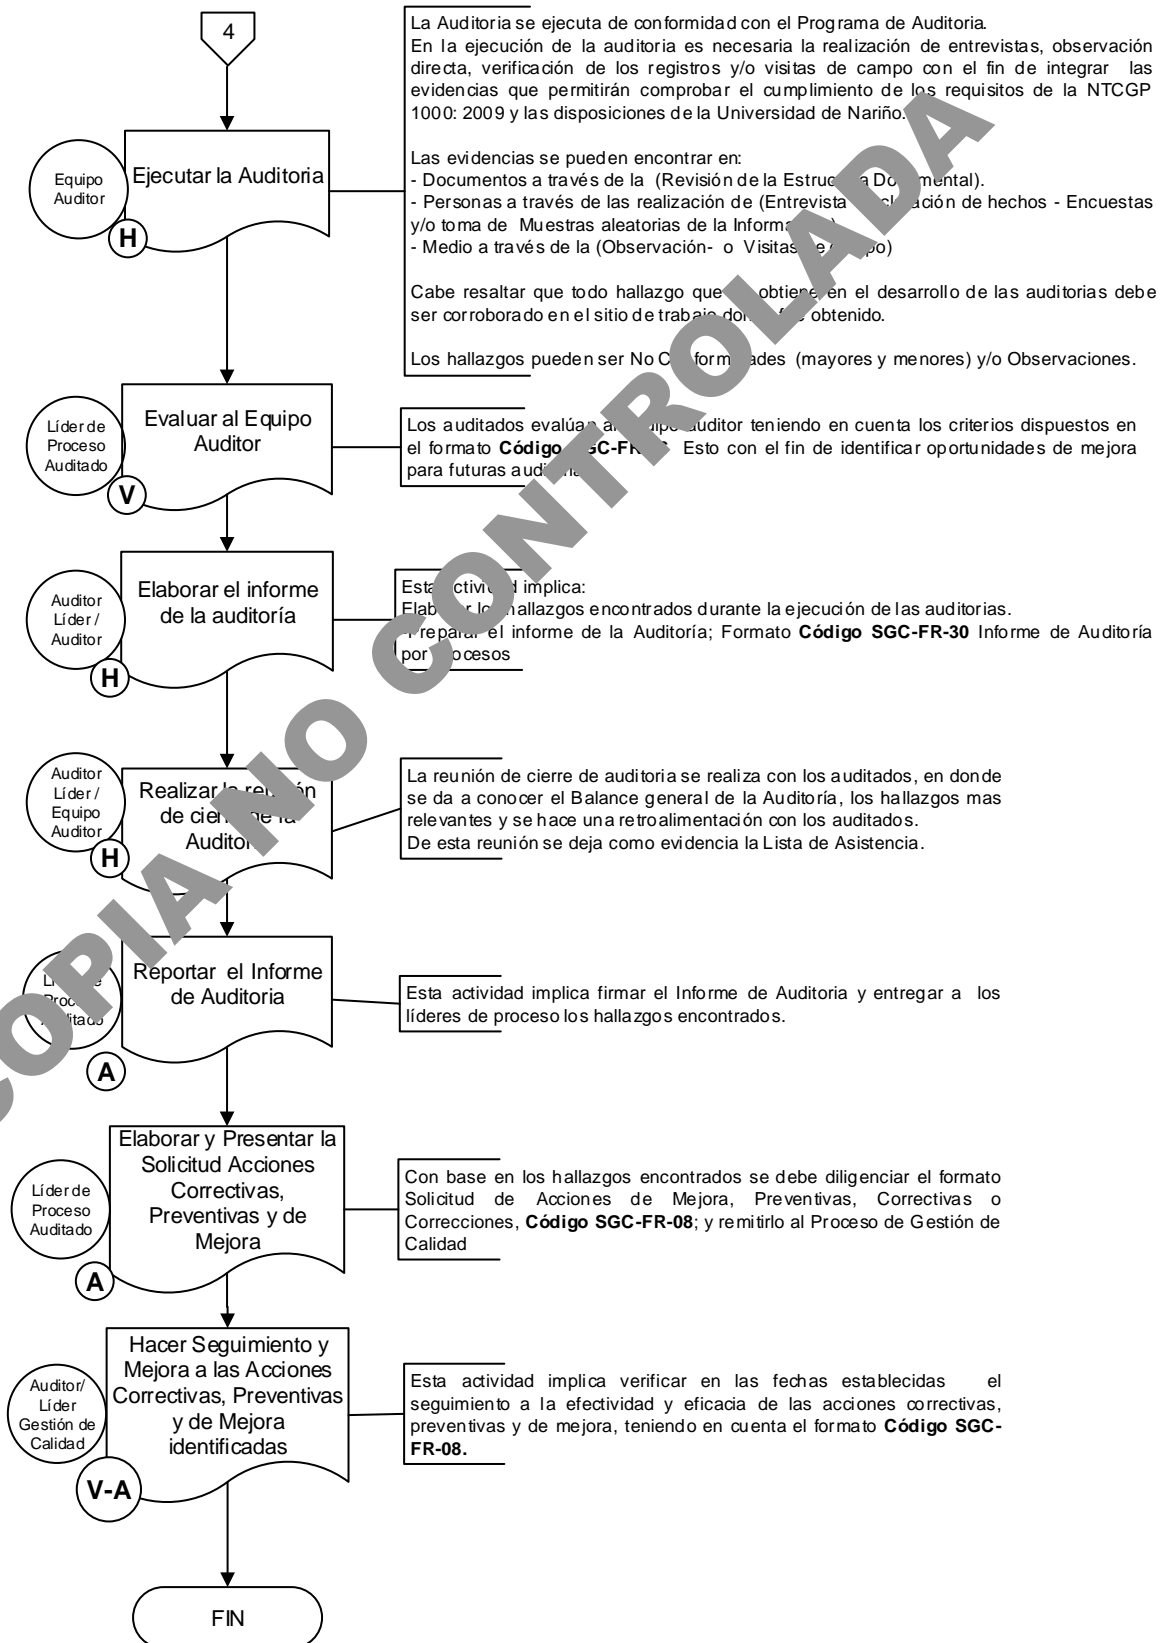 4
La Auditoria se ejecuta de conformidad con el Programa de Auditoria.
En la ejecución de la auditoria es necesaria la realización de entrevistas, observación
directa, verificación de los registros y/o visitas de campo con el fin de integrar las
evidencias que permitirán comprobar el cumplimiento de los requisitos de la NTCGP
1000: 2009 y las disposiciones de la Universidad de Nariño.
Las evidencias se pueden encontrar en:
- Documentos a través de la (Revisión de la
- Personas a través de las realización de (Entrevista de hechos - Encuestas
y/o toma de Muestras aleatorias de la
- Medio a través de la (Observación- o Visitas
Cabe resaltar que todo hallazgo que obtiene en el desarrollo de las auditorias debe
ser corroborado en el sitio de trabajo obtenido.
Los hallazgos pueden ser No (mayores y menores) y/o Observaciones.
Equipo
Auditor
H
Ejecutar la Auditoria
Líder de
Proceso
Auditado
V
Evaluar al Equipo
Auditor
Los auditados evalúan auditor teniendo en cuenta los criterios dispuestos en
el formato Código Esto con el fin de identificar oportunidades de mejora
para futuras
Auditor
Líder /
Auditor
H
Elaborar el informe
de la auditoría
Esta actividad implica:
hallazgos encontrados durante la ejecución de las auditorias.
Preparar el informe de la Auditoría; Formato Código SGC-FR-30 Informe de Auditoría
por procesos
Auditor
Líder /
Equipo
Auditor
H
Realizar la reunión
de cierre de la
La reunión de cierre de auditoria se realiza con los auditados, en donde
se da a conocer el Balance general de la Auditoría, los hallazgos mas
relevantes y se hace una retroalimentación con los auditados.
De esta reunión se deja como evidencia la Lista de Asistencia.
A
Reportar el Informe
de Auditoria
Esta actividad implica firmar el Informe de Auditoria y entregar a los
líderes de proceso los hallazgos encontrados.
Líder de
Proceso
Auditado
A
Elaborar y Presentar la
Solicitud Acciones
Correctivas,
Preventivas y de
Mejora
Con base en los hallazgos encontrados se debe diligenciar el formato
Solicitud de Acciones de Mejora, Preventivas, Correctivas o
Correcciones, Código SGC-FR-08; y remitirlo al Proceso de Gestión de
Calidad
Auditor/
Líder
Gestión de
Calidad
V-A
Hacer Seguimiento y
Mejora a las Acciones
Correctivas, Preventivas
y de Mejora
identificadas
Esta actividad implica verificar en las fechas establecidas el
seguimiento a la efectividad y eficacia de las acciones correctivas,
preventivas y de mejora, teniendo en cuenta el formato Código SGC-
FR-08.
FIN
COPIA NO CONTROLADA